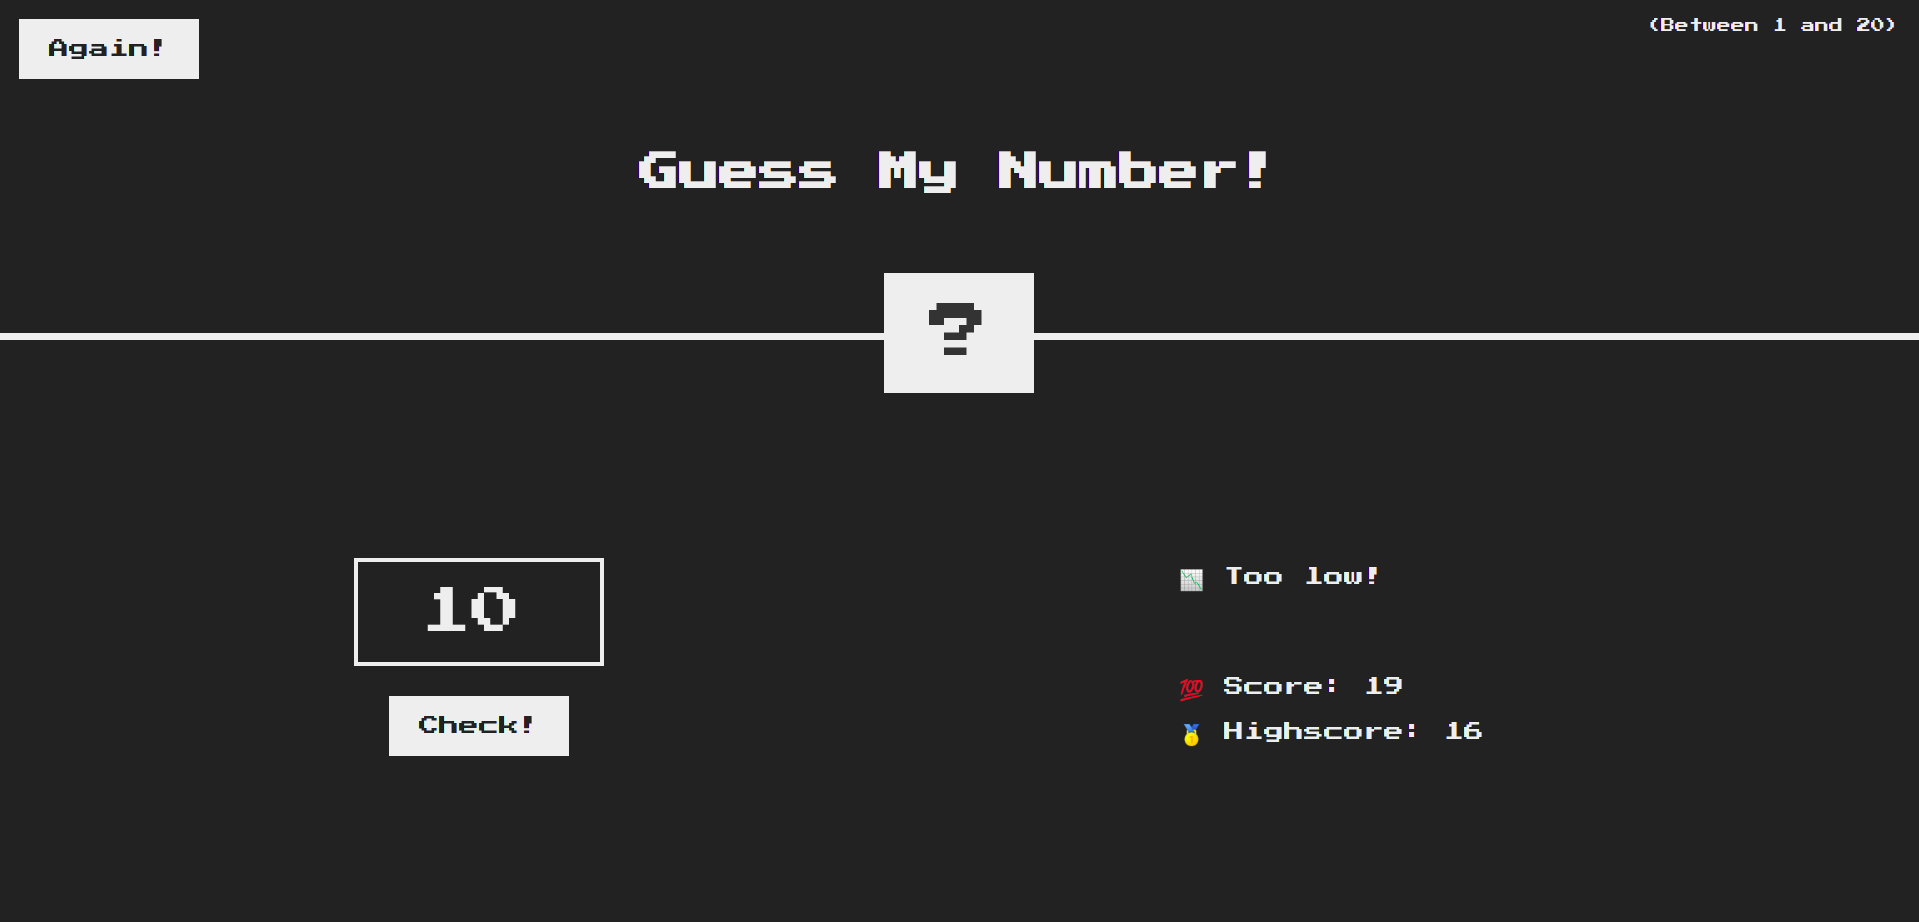 Again!
(Between 1 and 20)
Guess My Number!
?
10
Check!
📉 Too low!
💯 Score: 19
🥇 Highscore: 16